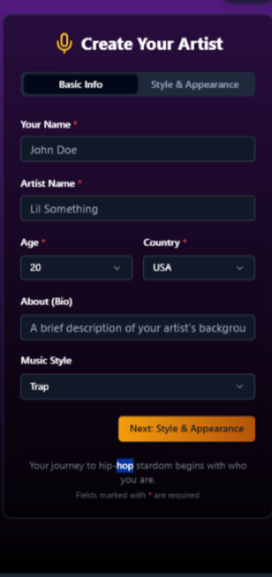 Create Your Artist
Basic Info
Style & Appearance
Your Name *
John Doe
Artist Name *
Lil Something
Age *
Country *
20
USA
About (Bio)
A brief description of your artist's backgrou
Music Style
Trap
Next: Style & Appearance
Your journey to hip-hop stardom begins with who
you are.
Fields marked with * are required